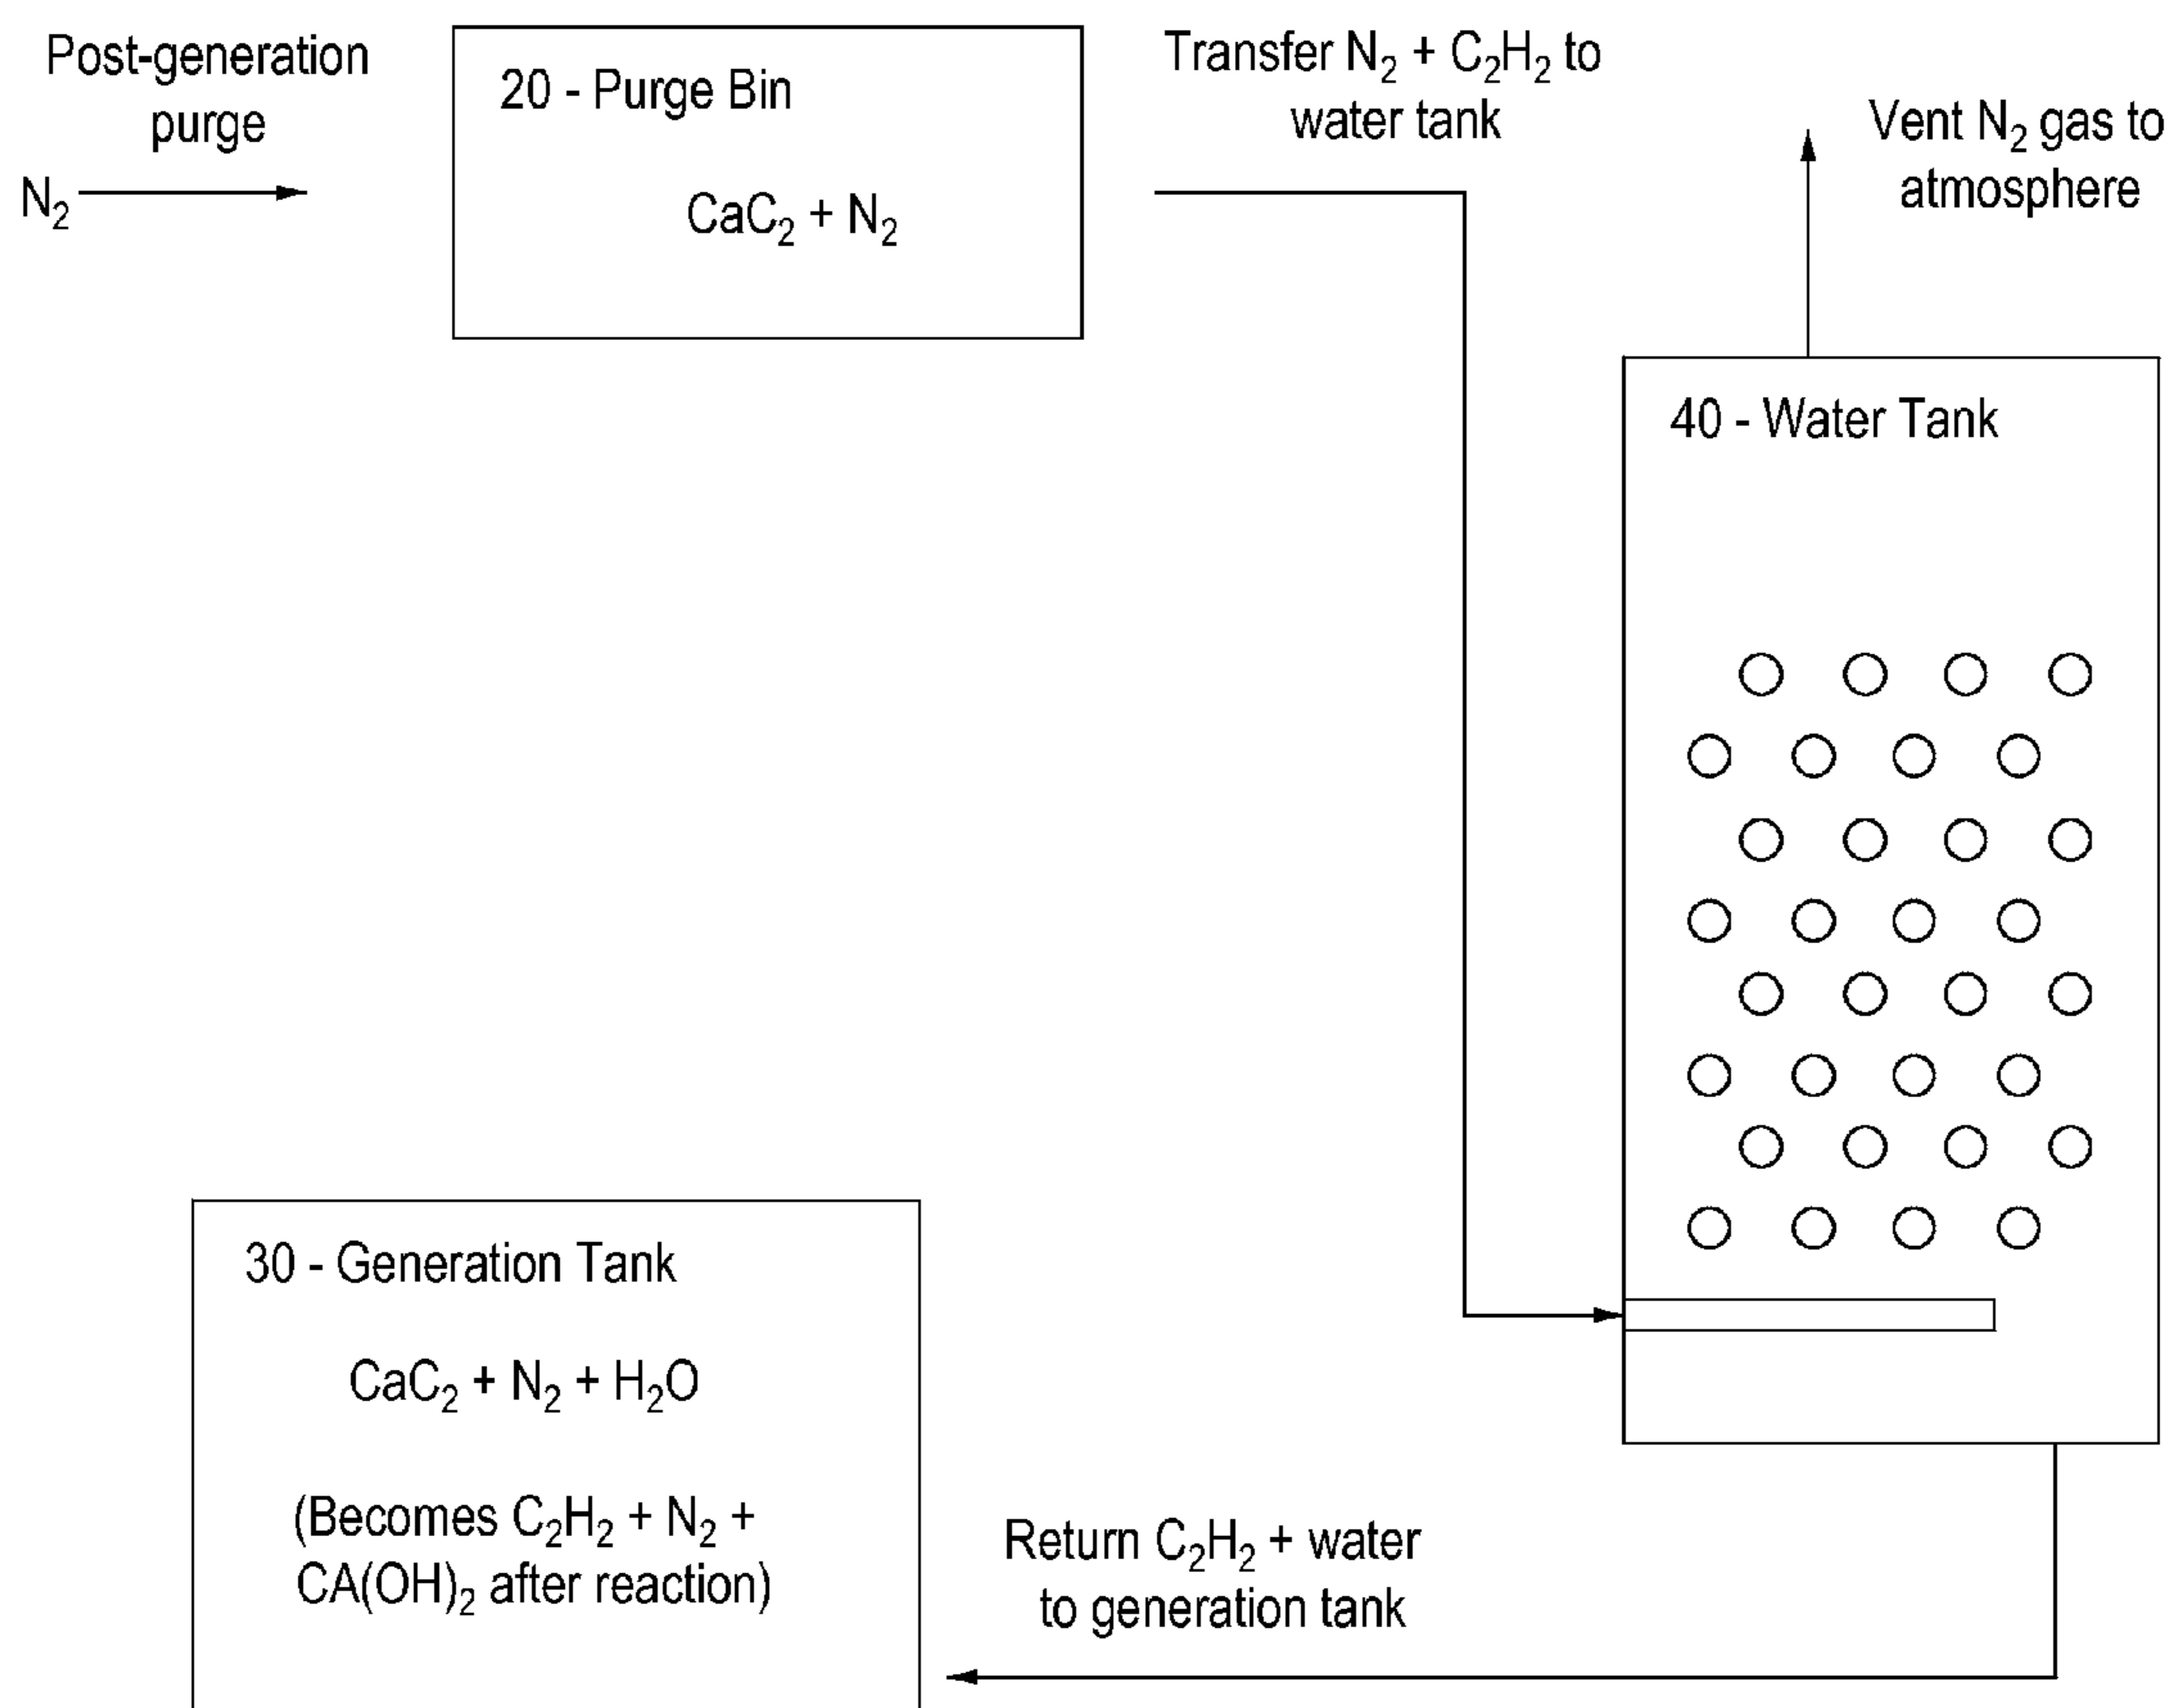 Post-generation
purge
N₂
20 - Purge Bin
CaC₂ + N₂
Transfer N₂ + C₂H₂ to
water tank
Vent N₂ gas to
atmosphere
40 - Water Tank
30 - Generation Tank
CaC₂ + N₂ + H₂O
(Becomes C₂H₂ + N₂ +
CA(OH)₂ after reaction)
Return C₂H₂ + water
to generation tank